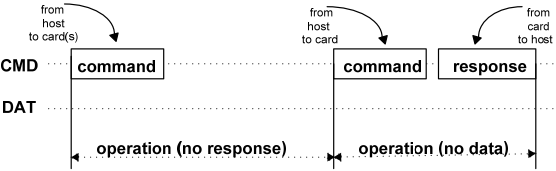 from
host
to card(s)
from
host
to card
from
card
to host
CMD
command
command
response
DAT
operation (no response)
operation (no data)